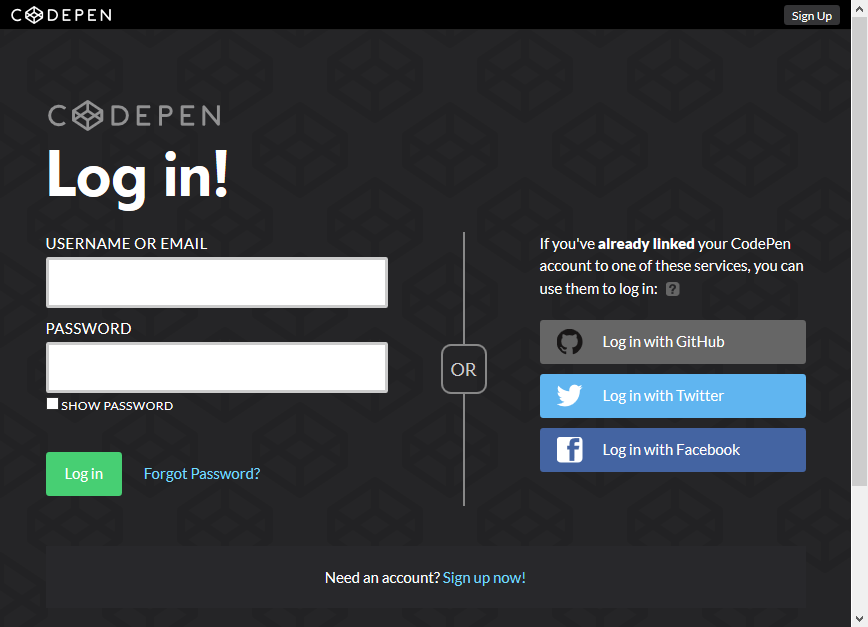 CODEPEN
Sign Up
CODEPEN
Log in!
USERNAME OR EMAIL
PASSWORD
SHOW PASSWORD
Log in
Forgot Password?
OR
If you've already linked your CodePen
account to one of these services, you can
use them to log in: ?
Log in with GitHub
Log in with Twitter
Log in with Facebook
Need an account? Sign up now!